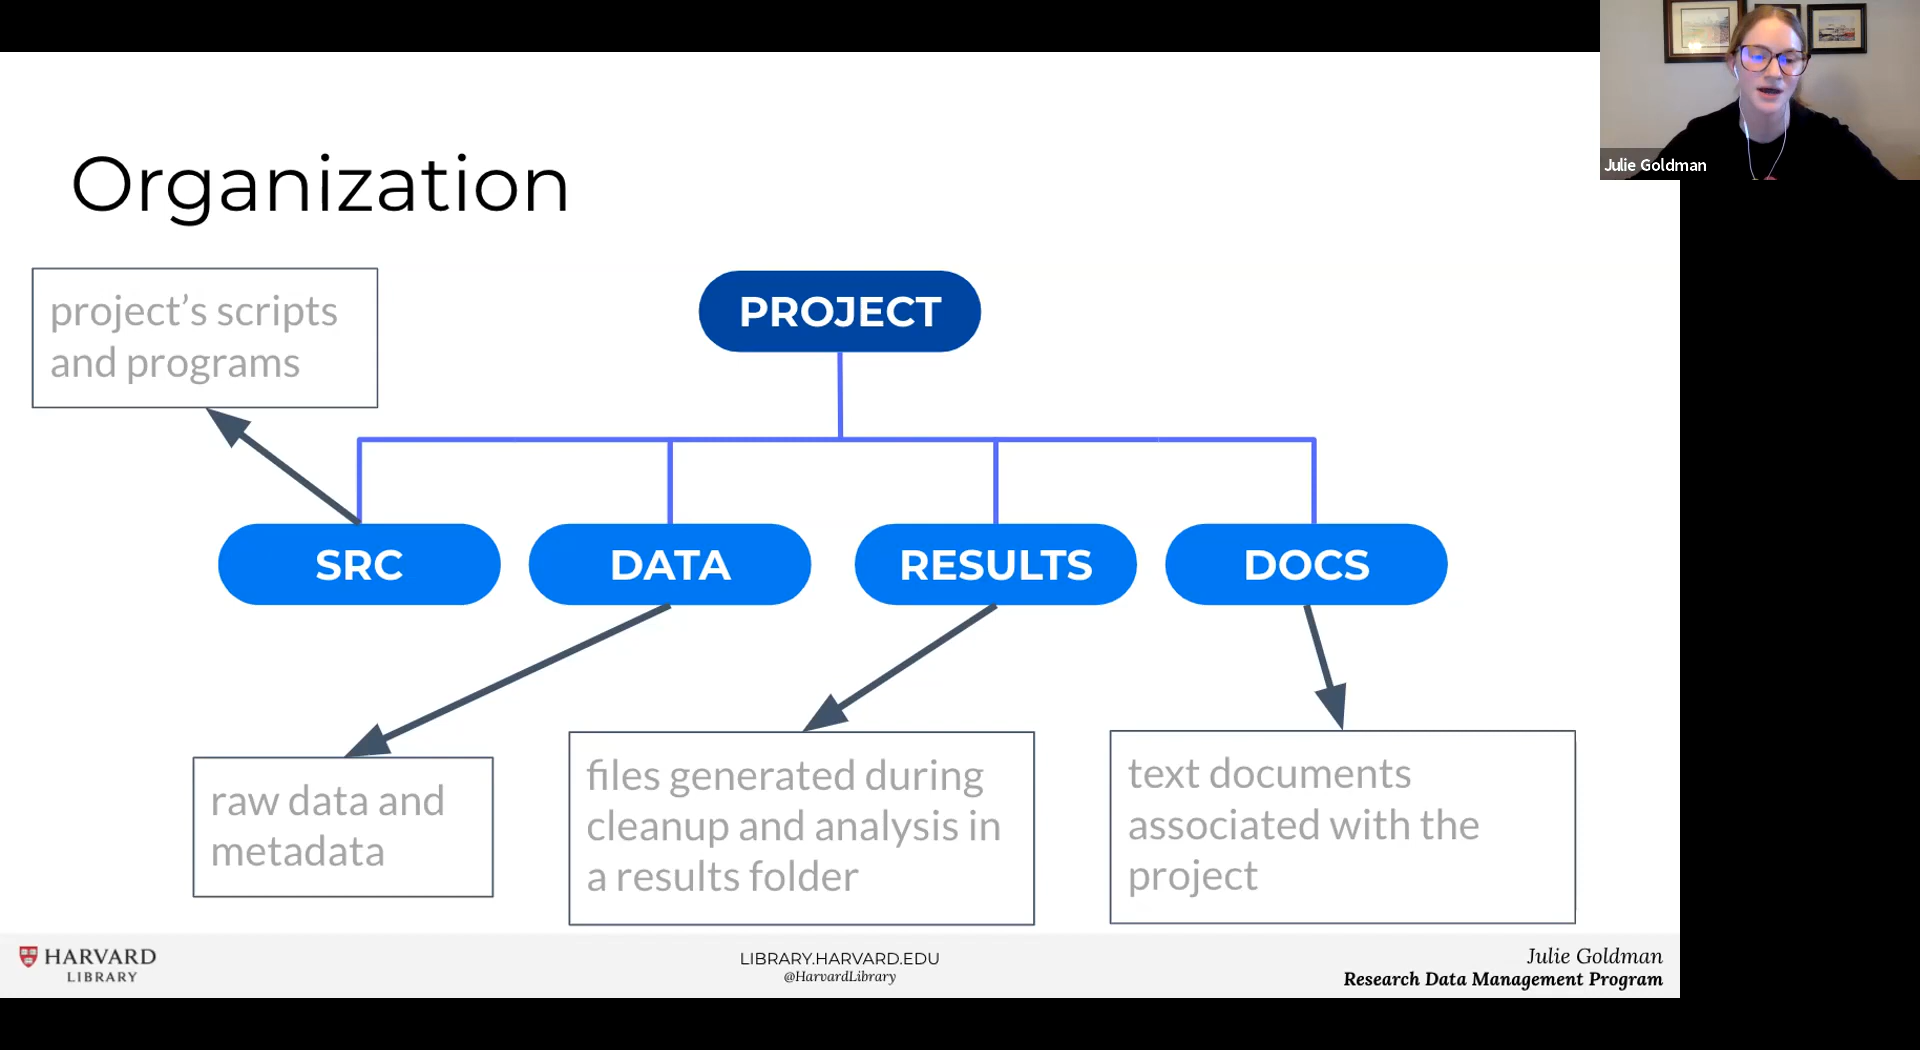 Julie Goldman
Organization
project's scripts
and programs
PROJECT
SRC
DATA
RESULTS
DOCS
raw data and
metadata
files generated during
cleanup and analysis in
a results folder
text documents
associated with the
project
HARVARD
LIBRARY
LIBRARY.HARVARD.EDU
@HarvardLibrary
Julie Goldman
Research Data Management Program